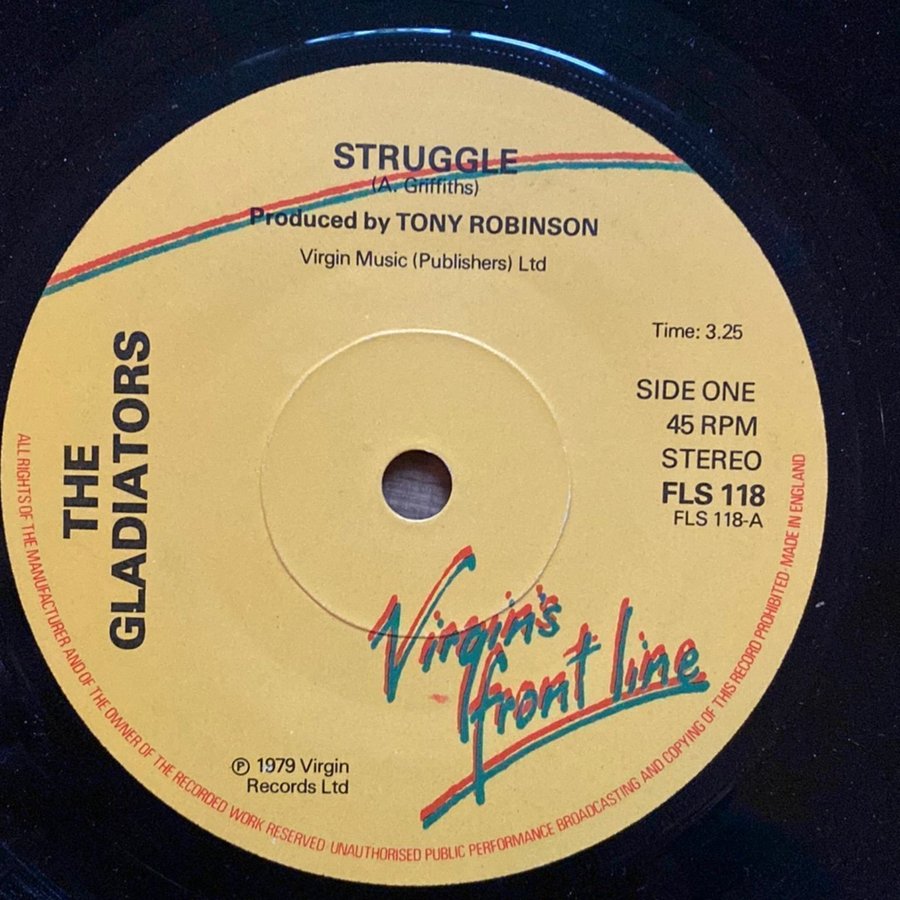 STRUGGLE
(A. Griffiths)
Produced by TONY ROBINSON
Virgin Music (Publishers) Ltd
Time: 3.25
SIDE ONE
45 RPM
STEREO
FLS 118
FLS 118-A
THE
GLADIATORS
Virgin's
front line
℗ 1979 Virgin
Records Ltd
ALL RIGHTS OF THE MANUFACTURER AND OF THE OWNER OF THE RECORDED WORK RESERVED UNAUTHORISED PUBLIC PERFORMANCE BROADCASTING AND COPYING OF THIS RECORD PROHIBITED · MADE IN ENGLAND